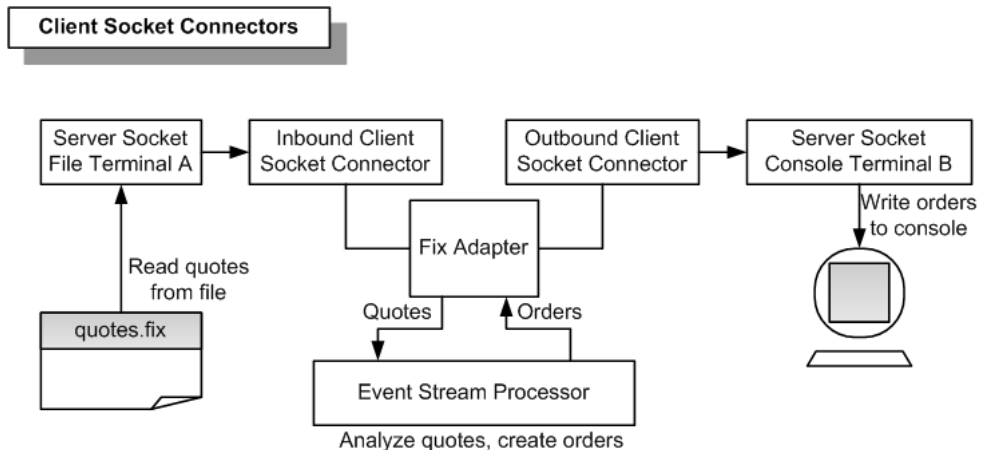 Client Socket Connectors
Server Socket
File Terminal A
Inbound Client
Socket Connector
Outbound Client
Socket Connector
Server Socket
Console Terminal B
Write orders
to console
Fix Adapter
Read quotes
from file
Quotes
Orders
quotes.fix
Event Stream Processor
Analyze quotes, create orders